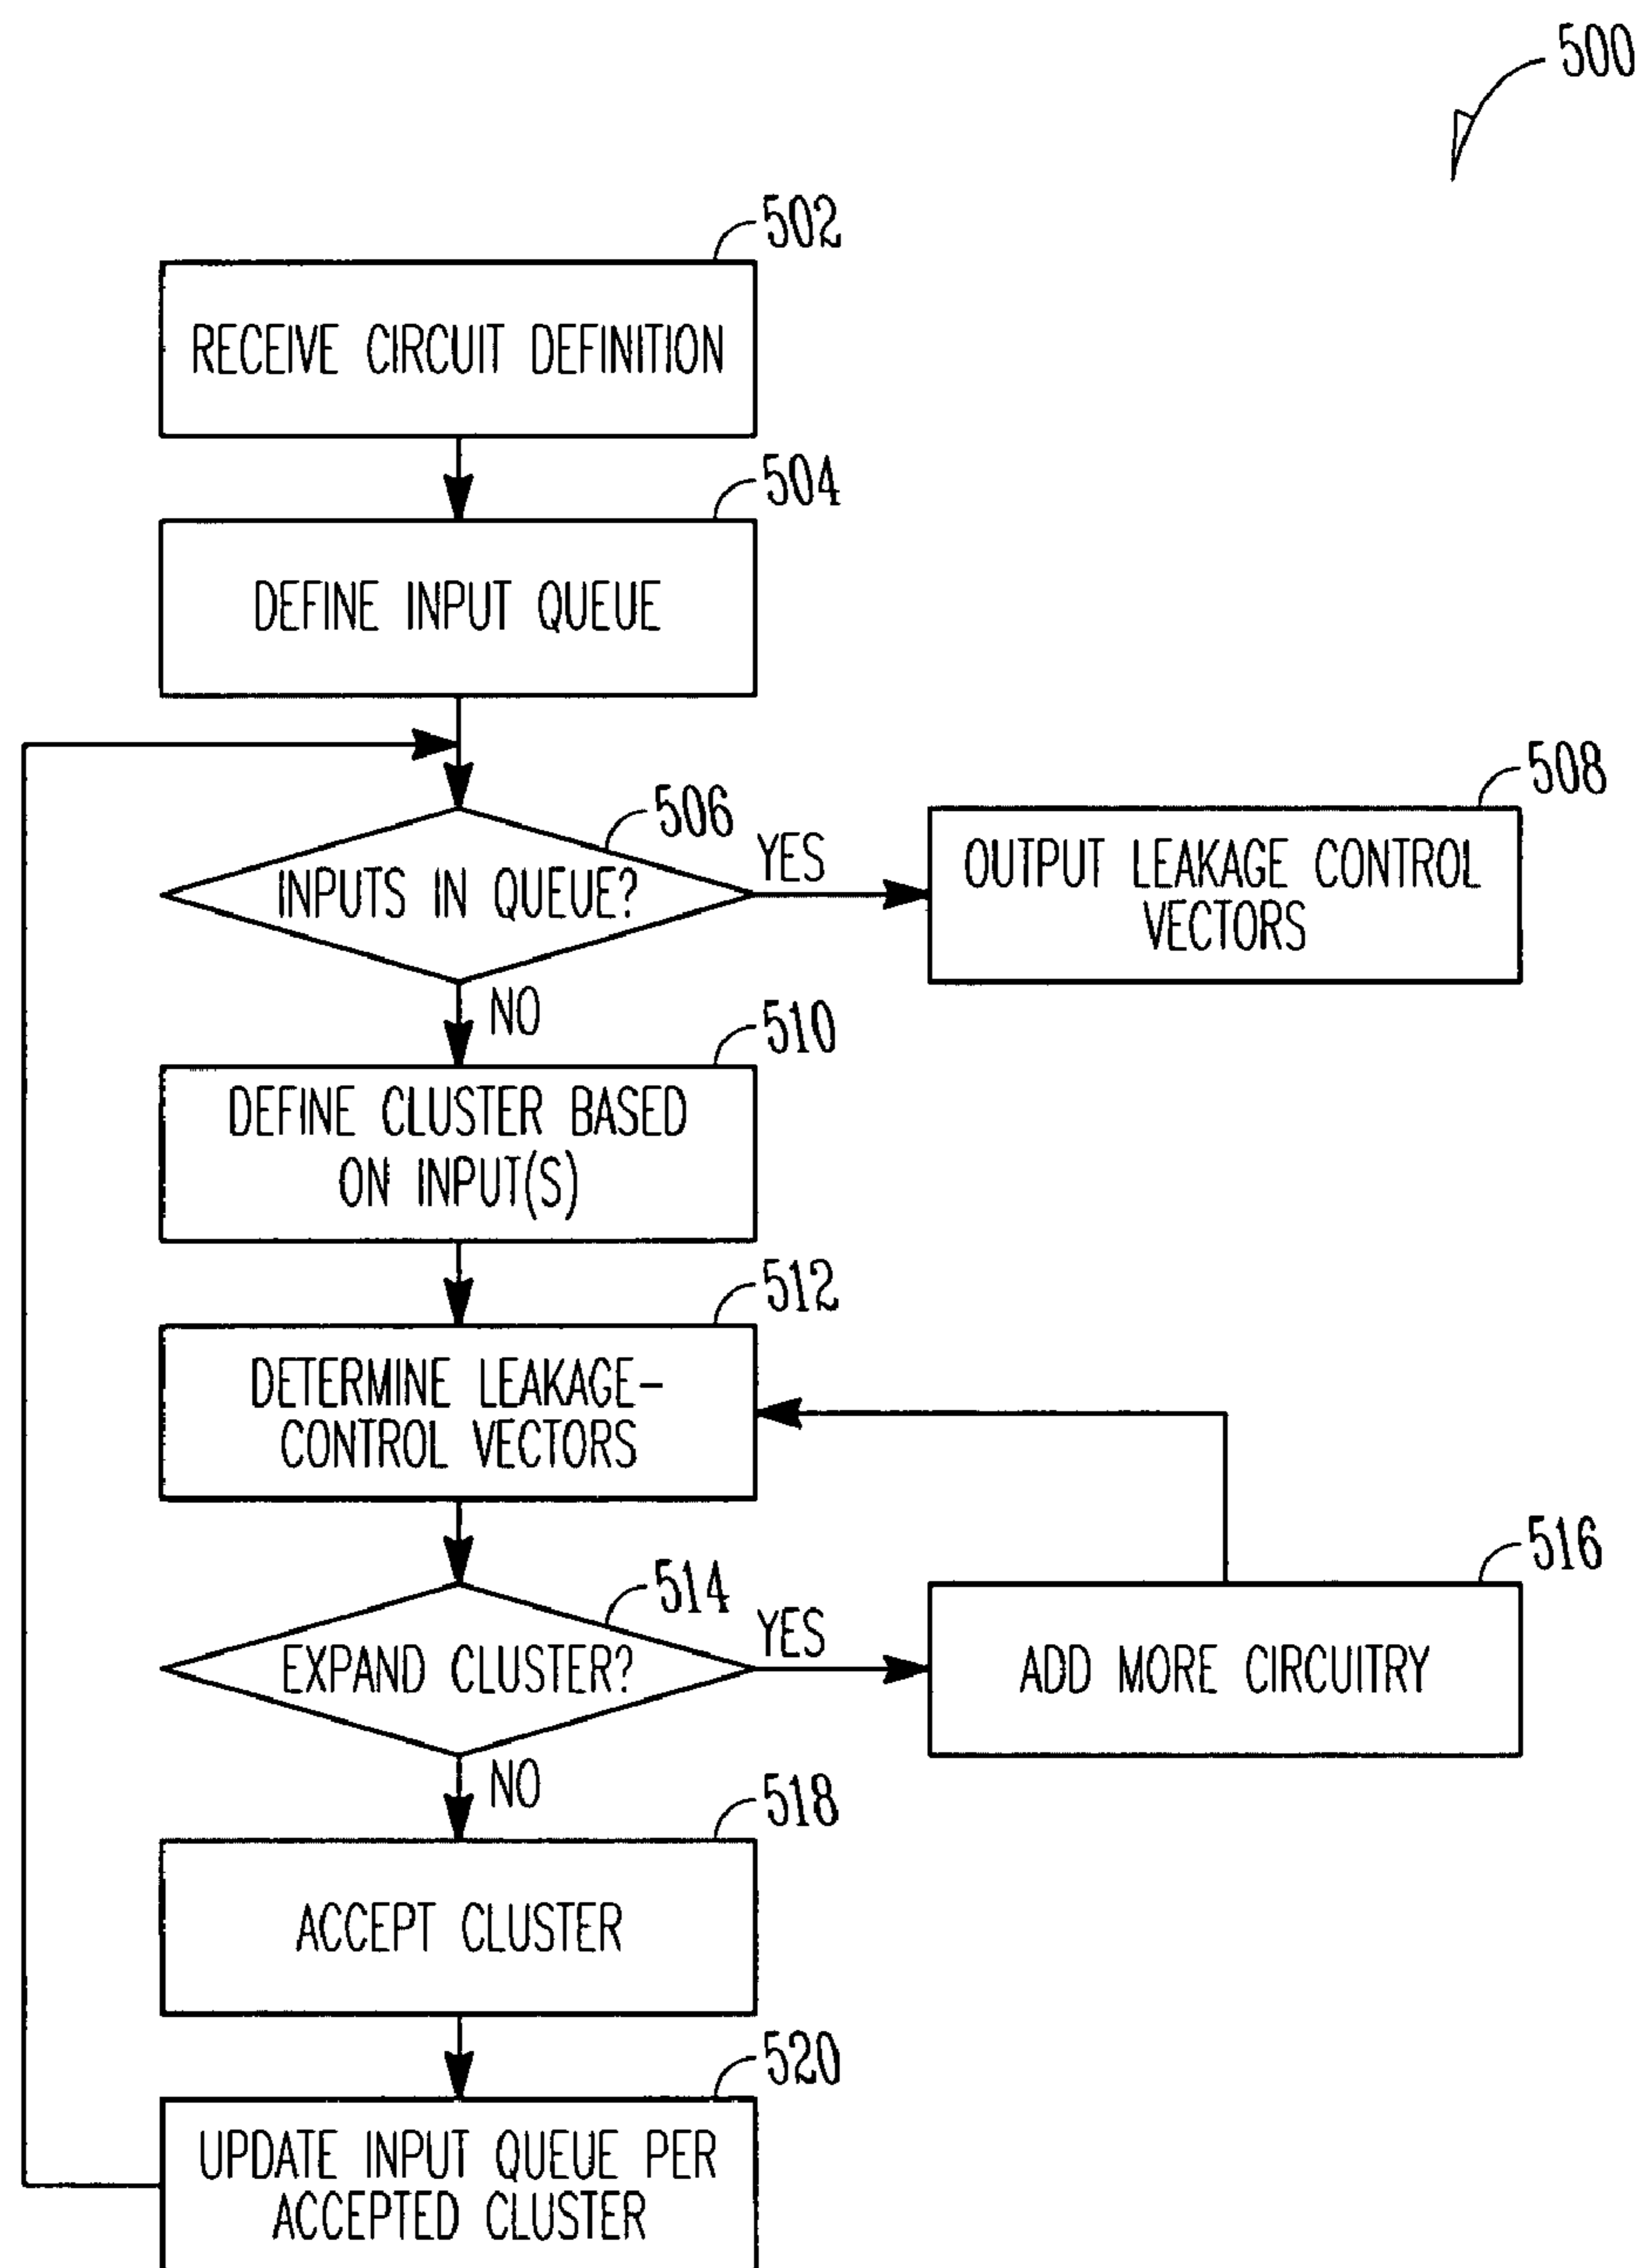 500
502
RECEIVE CIRCUIT DEFINITION
504
DEFINE INPUT QUEUE
506
INPUTS IN QUEUE?
YES
508
OUTPUT LEAKAGE CONTROL
VECTORS
NO
510
DEFINE CLUSTER BASED
ON INPUT(S)
512
DETERMINE LEAKAGE-
CONTROL VECTORS
514
EXPAND CLUSTER?
YES
516
ADD MORE CIRCUITRY
NO
518
ACCEPT CLUSTER
520
UPDATE INPUT QUEUE PER
ACCEPTED CLUSTER